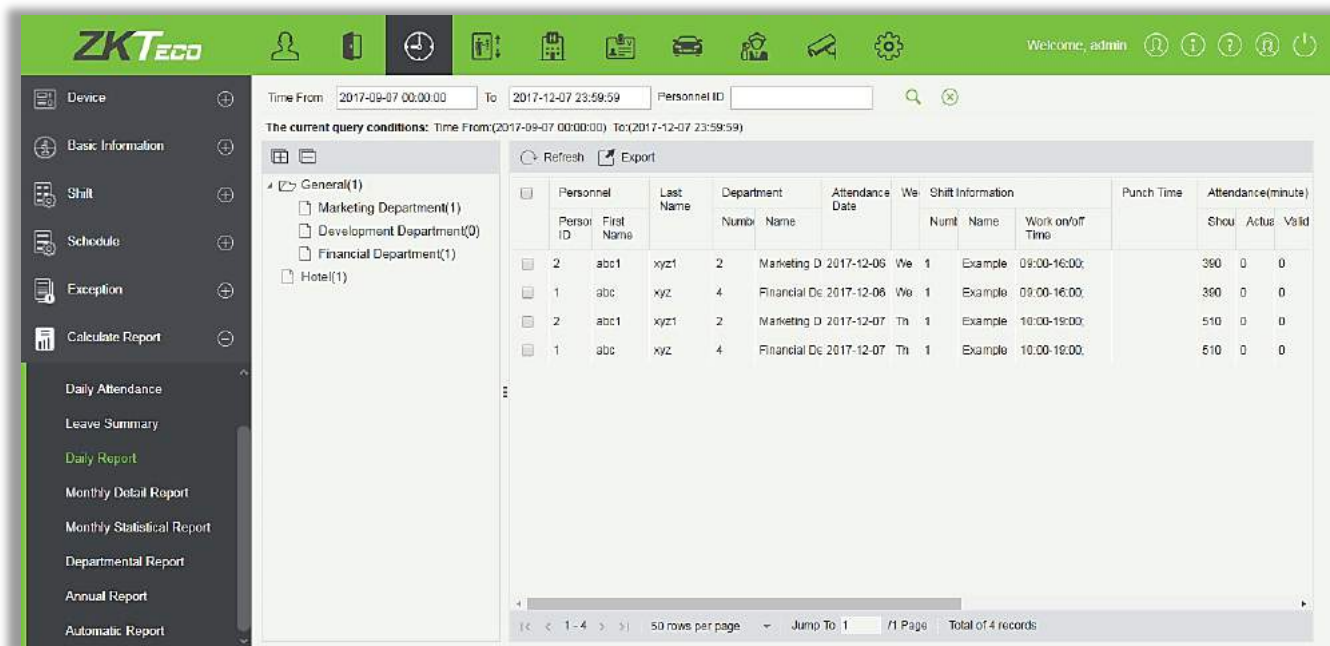 ZKTECO
Welcome, admin
Device
Basic Information
Shift
Schedule
Exception
Calculate Report
Daily Attendance
Leave Summary
Daily Report
Monthly Detail Report
Monthly Statistical Report
Departmental Report
Annual Report
Automatic Report
Time From 2017-09-07 00:00:00 To 2017-12-07 23:59:59 Personnel ID
The current query conditions: Time From:(2017-09-07 00:00:00) To:(2017-12-07 23:59:59)
General(1)
Marketing Department(1)
Development Department(0)
Financial Department(1)
Hotel(1)
Refresh Export
Personnel Last Name Department Attendance Date We Shift Information Punch Time Attendance(minute)
Person ID First Name Numb Name Numb Name Work on/off Time Shou Actua Valid
2 abc1 xyz1 2 Marketing D 2017-12-06 We 1 Example 09:00-16:00; 390 0 0
1 abc xyz 4 Financial De 2017-12-06 We 1 Example 09:00-16:00; 390 0 0
2 abc1 xyz1 2 Marketing D 2017-12-07 Th 1 Example 10:00-19:00; 510 0 0
1 abc xyz 4 Financial De 2017-12-07 Th 1 Example 10:00-19:00; 510 0 0
1-4 50 rows per page Jump To 1 /1 Page Total of 4 records